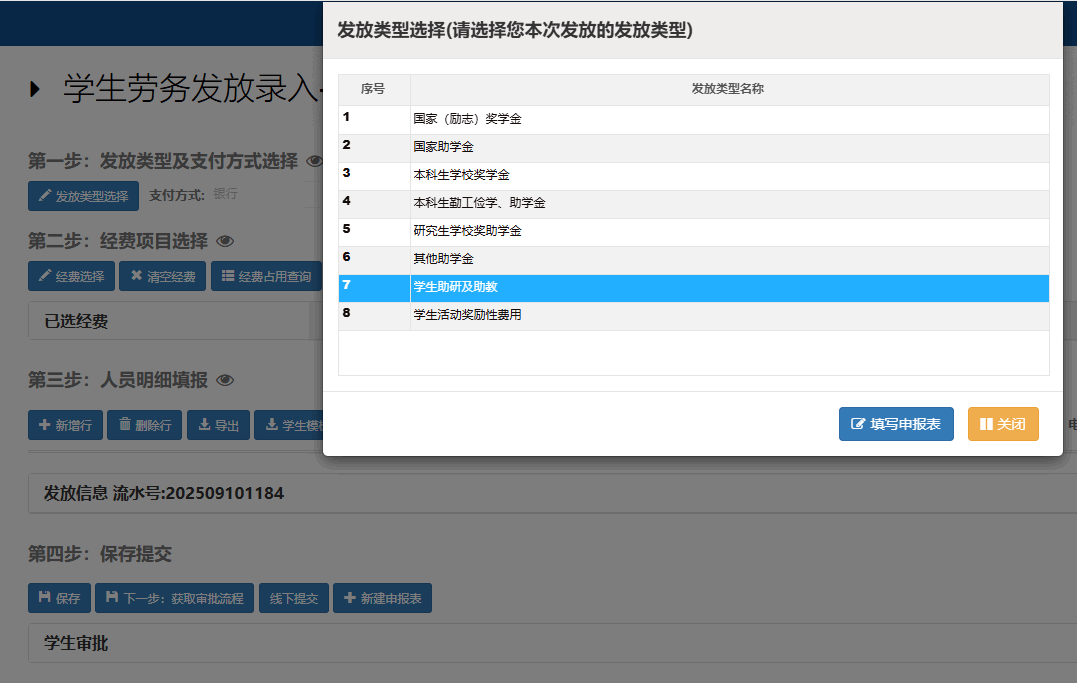 发放类型选择(请选择您本次发放的发放类型)
序号 发放类型名称
1 国家（励志）奖学金
2 国家助学金
3 本科生学校奖学金
4 本科生勤工俭学、助学金
5 研究生学校奖助学金
6 其他助学金
7 学生助研及助教
8 学生活动奖励性费用
填写申报表 关闭
学生劳务发放录入
第一步：发放类型及支付方式选择
发放类型选择 支付方式: 银行
第二步：经费项目选择
经费选择 清空经费 经费占用查询
已选经费
第三步：人员明细填报
新增行 删除行 导出 学生模
发放信息 流水号:202509101184
第四步：保存提交
保存 下一步：获取审批流程 线下提交 新建申报表
学生审批